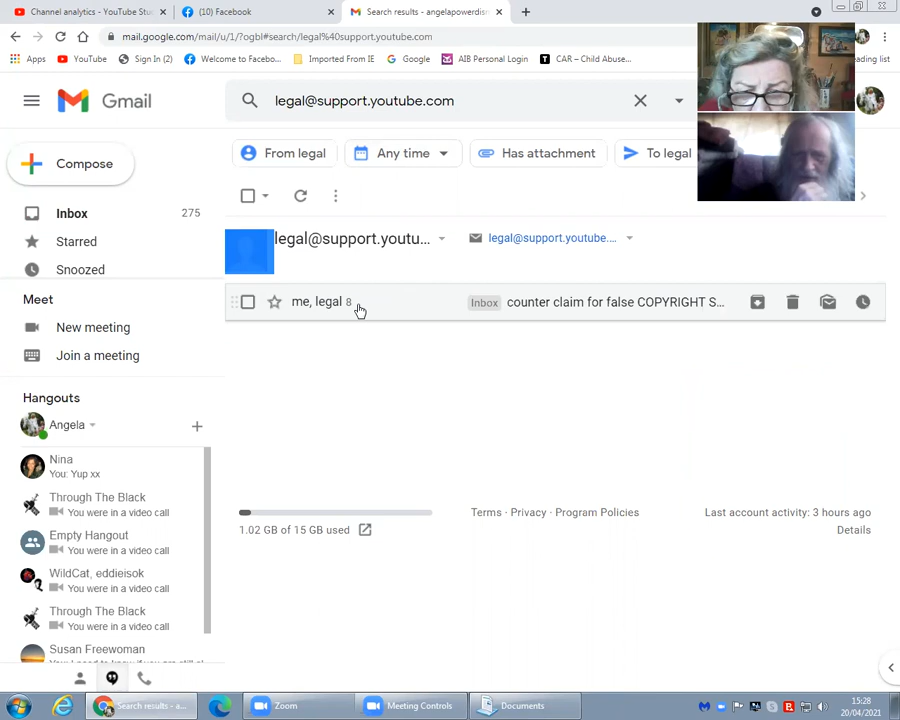 Channel analytics - YouTube Stu
(10) Facebook
Search results - angelapowerdism
mail.google.com/mail/u/1/?ogbl#search/legal%40support.youtube.com
Apps
YouTube
Sign In (2)
Welcome to Facebo...
Imported From IE
Google
AIB Personal Login
CAR – Child Abuse...
ading list
Gmail
legal@support.youtube.com
Compose
From legal
Any time
Has attachment
To legal
Inbox 275
Starred
Snoozed
legal@support.youtu...
legal@support.youtube....
me, legal 8
Inbox
counter claim for false COPYRIGHT S...
Meet
New meeting
Join a meeting
Hangouts
Angela
Nina
You: Yup xx
Through The Black
You were in a video call
Empty Hangout
You were in a video call
WildCat, eddieisok
You were in a video call
Through The Black
You were in a video call
Susan Freewoman
1.02 GB of 15 GB used
Terms · Privacy · Program Policies
Last account activity: 3 hours ago
Details
Search results - a...
Zoom
Meeting Controls
Documents
15:28
20/04/2021